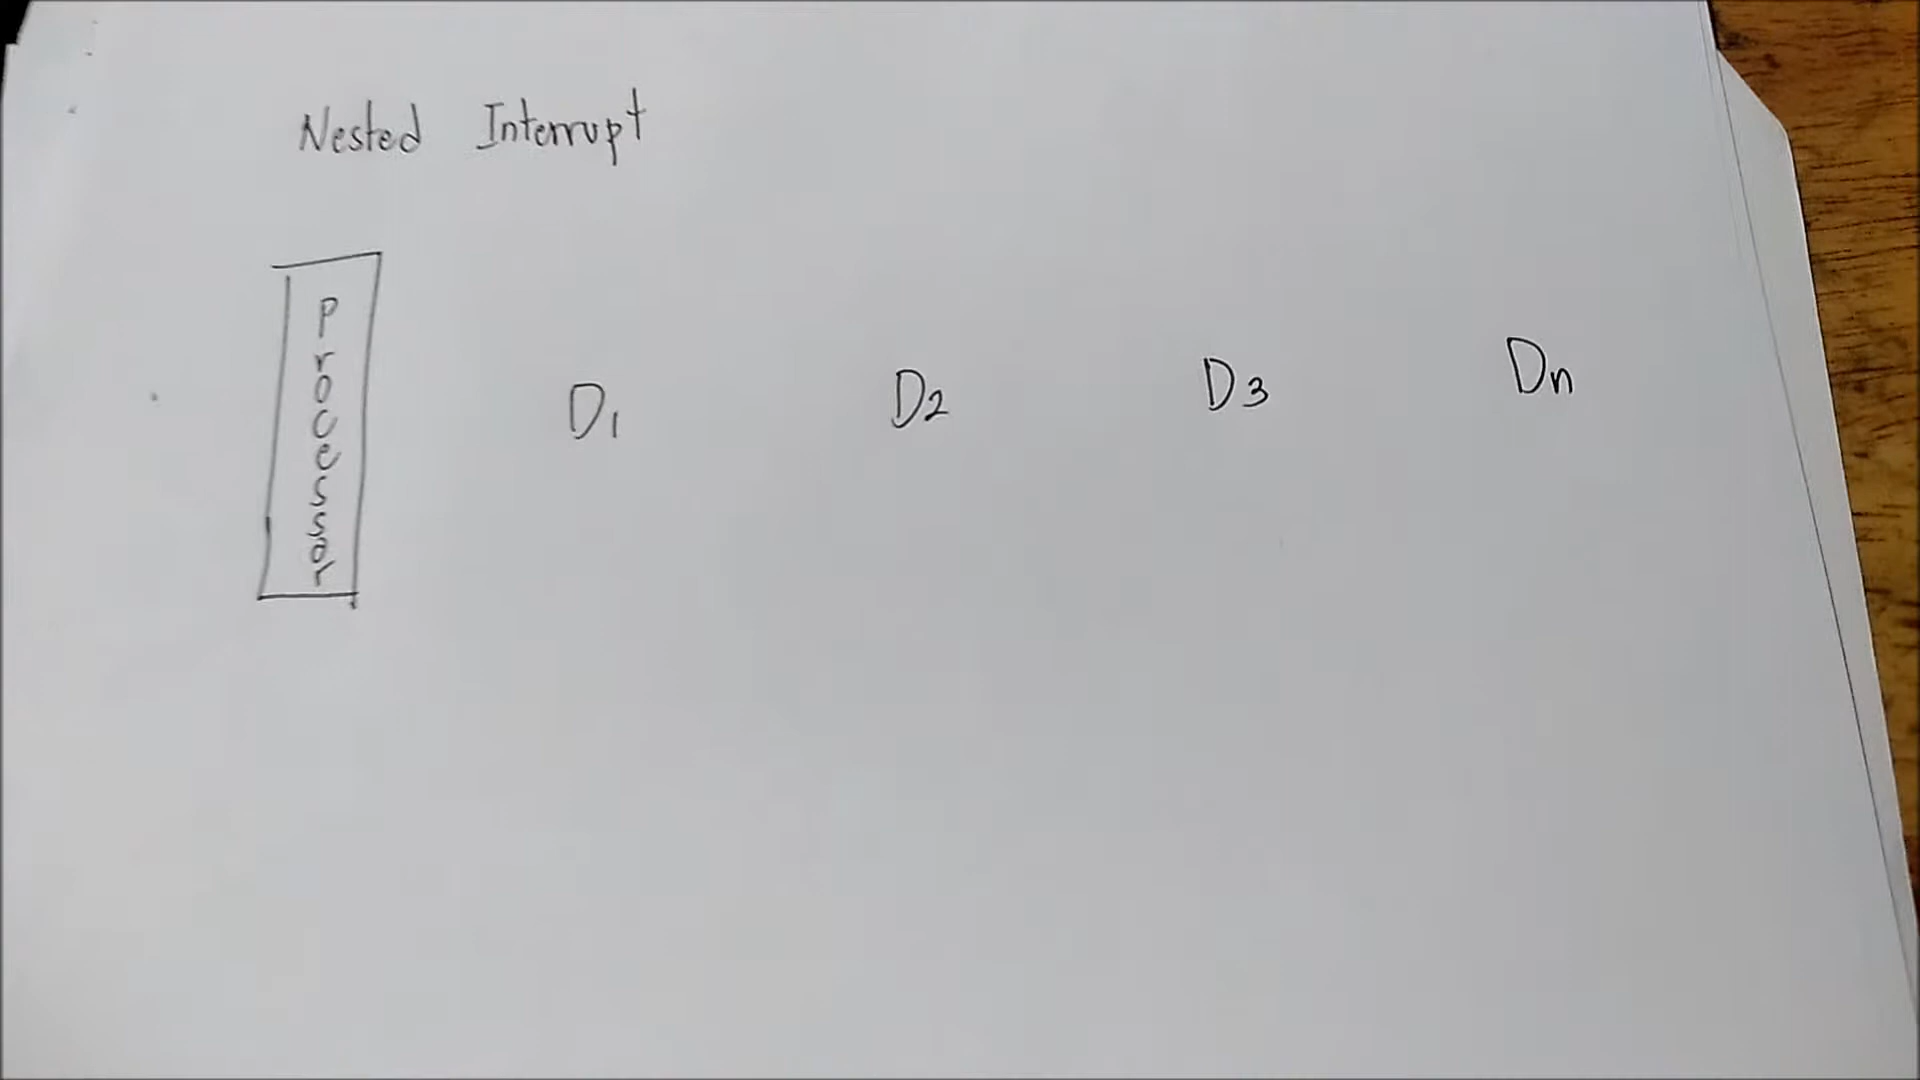 Nested Interrupt
Processor
D1 D2 D3 Dn